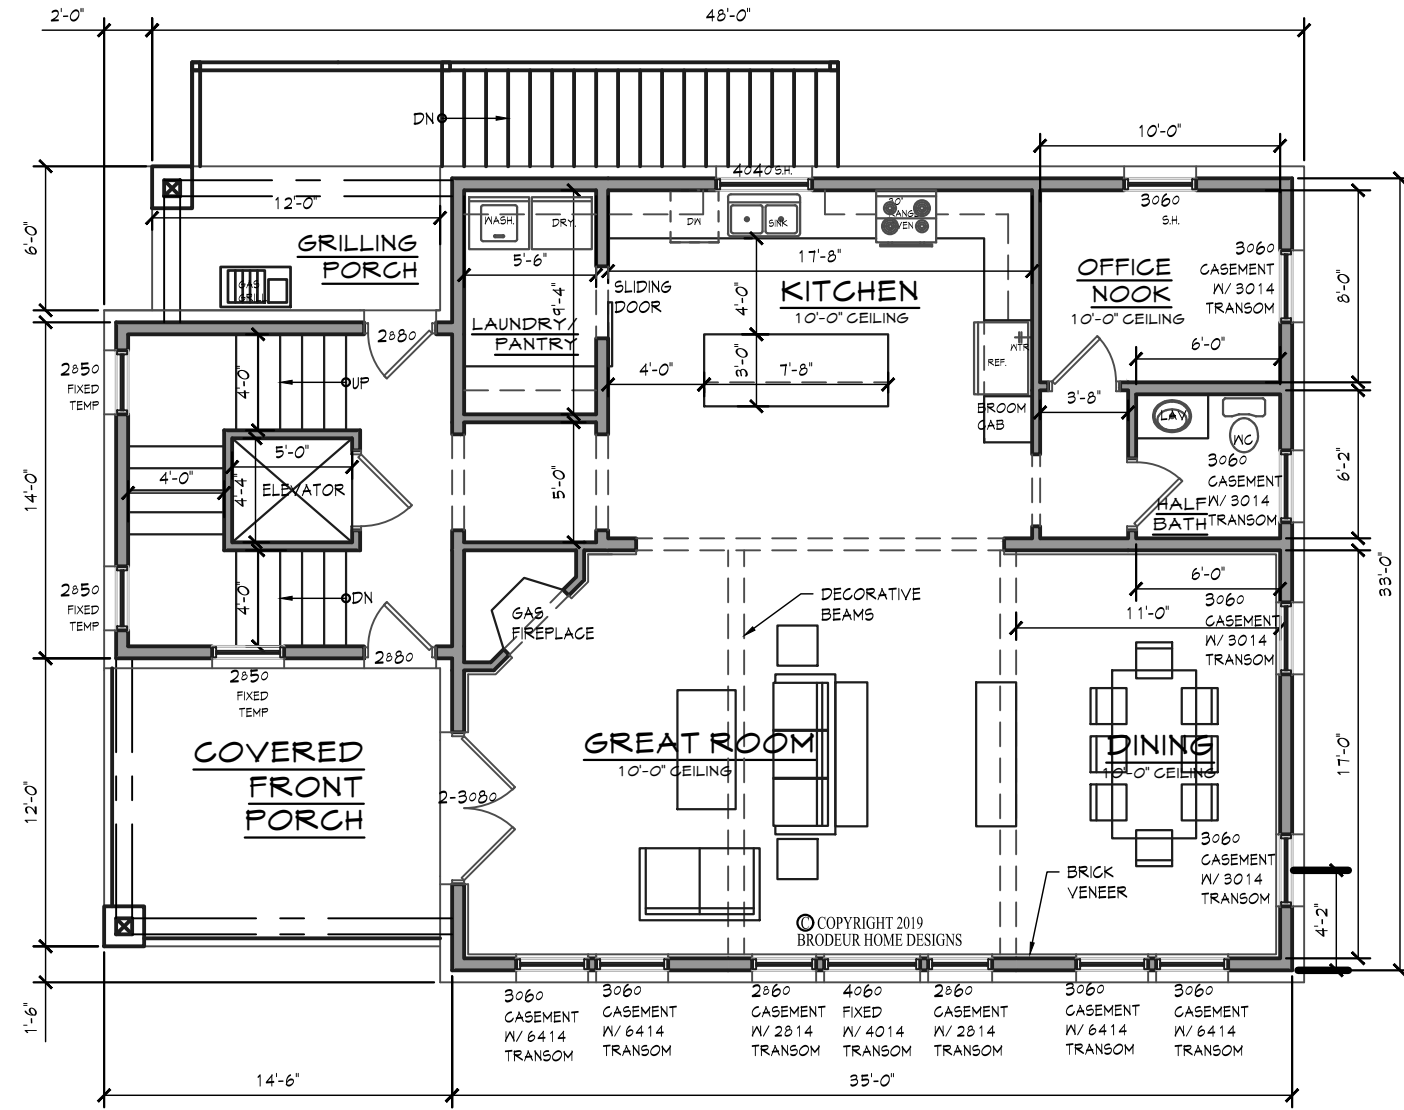 2'-0"
48'-0"
DN
10'-0"
4040 S.H.
12'-0"
GRILLING
PORCH
GAS
GRILL
6'-0"
WASH.
DRY.
5'-6"
9'-4"
LAUNDRY/
PANTRY
SLIDING
DOOR
DW
SINK
30"
RANGE
OVEN
17'-8"
4'-0"
KITCHEN
10'-0" CEILING
3'-0"
4'-0"
7'-8"
WTR
REF.
BROOM
CAB
3060
S.H.
OFFICE
NOOK
10'-0" CEILING
3060
CASEMENT
W/ 3014
TRANSOM
8'-0"
6'-0"
3'-8"
LAV
WC
3060
CASEMENT
W/ 3014
TRANSOM
HALF
BATH
6'-2"
33'-0"
2880
2850
FIXED
TEMP
4'-0"
UP
14'-0"
5'-0"
4'-0"
4'-4"
ELEVATOR
5'-0"
2850
FIXED
TEMP
4'-0"
DN
2880
2850
FIXED
TEMP
GAS
FIREPLACE
DECORATIVE
BEAMS
6'-0"
11'-0"
3060
CASEMENT
W/ 3014
TRANSOM
COVERED
FRONT
PORCH
12'-0"
2-3080
GREAT ROOM
10'-0" CEILING
DINING
10'-0" CEILING
17'-0"
3060
CASEMENT
W/ 3014
TRANSOM
BRICK
VENEER
4'-2"
© COPYRIGHT 2019
BRODEUR HOME DESIGNS
1'-6"
3060
CASEMENT
W/ 6414
TRANSOM
3060
CASEMENT
W/ 6414
TRANSOM
2860
CASEMENT
W/ 2814
TRANSOM
4060
FIXED
W/ 4014
TRANSOM
2860
CASEMENT
W/ 2814
TRANSOM
3060
CASEMENT
W/ 6414
TRANSOM
3060
CASEMENT
W/ 6414
TRANSOM
14'-6"
35'-0"